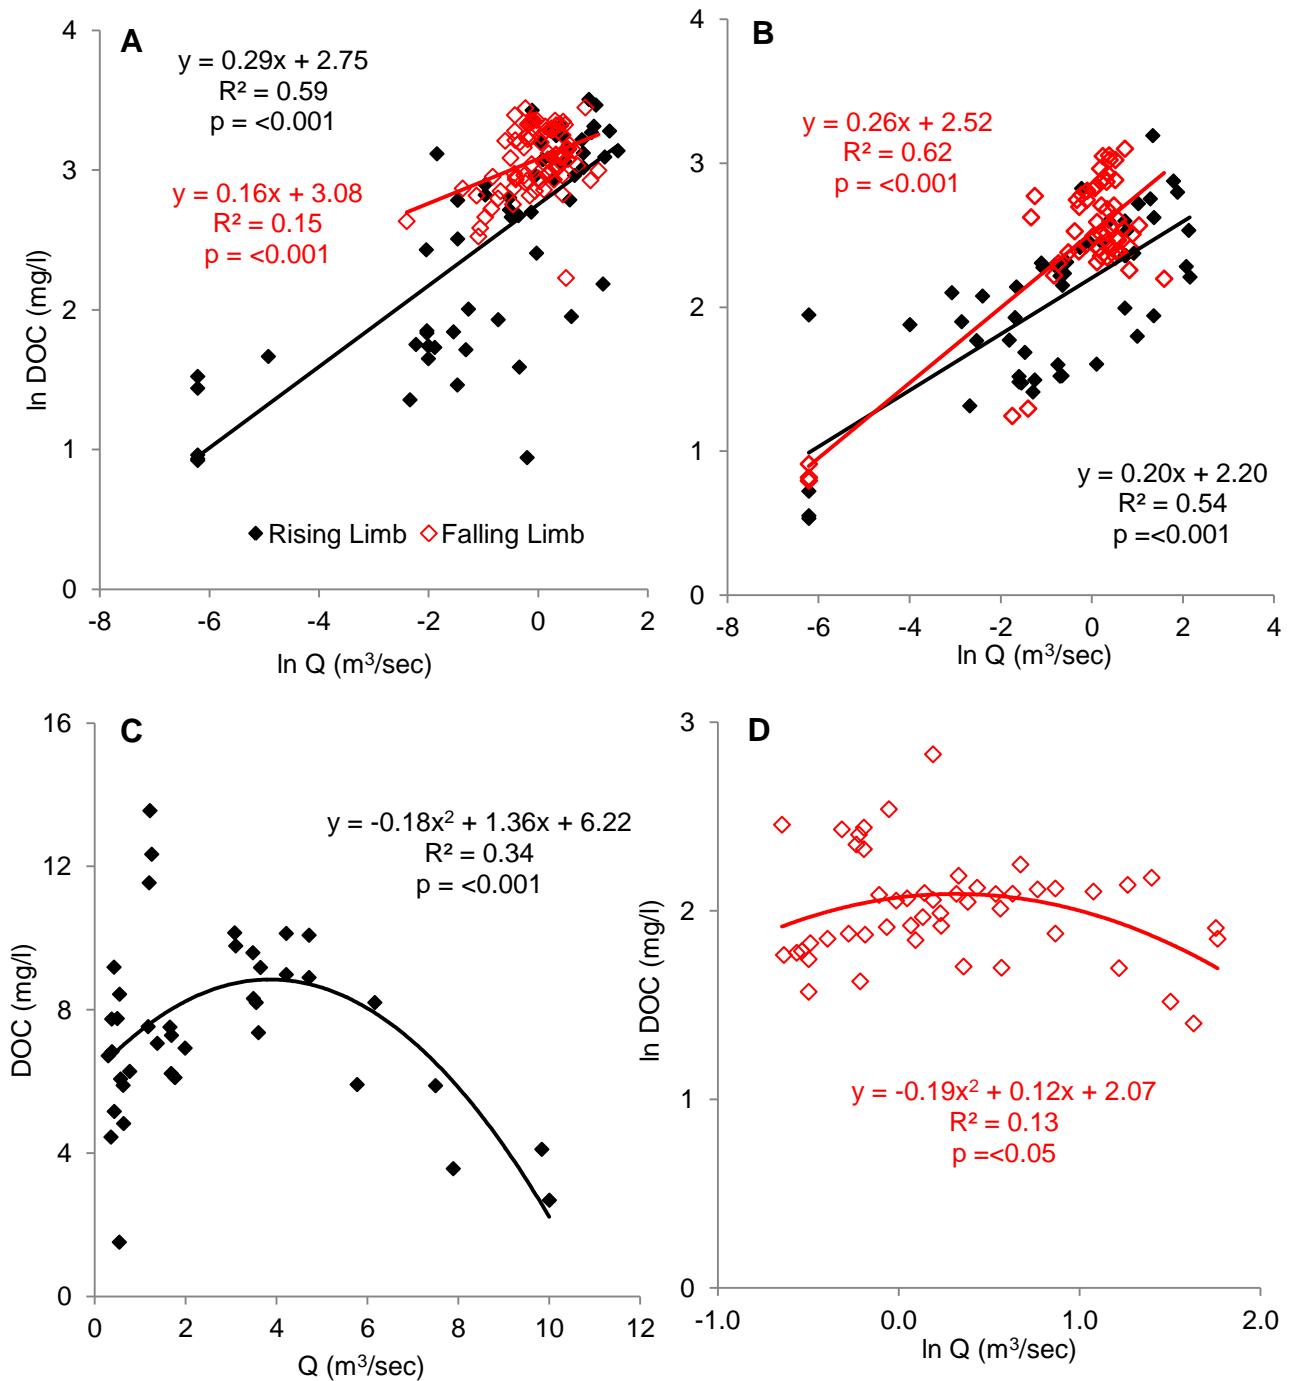 A
y = 0.29x + 2.75
R² = 0.59
p = <0.001
y = 0.16x + 3.08
R² = 0.15
p = <0.001
ln DOC (mg/l)
4
3
2
1
0
Rising Limb Falling Limb
-8 -6 -4 -2 0 2
ln Q (m³/sec)
B
y = 0.26x + 2.52
R² = 0.62
p = <0.001
y = 0.20x + 2.20
R² = 0.54
p =<0.001
4
3
2
1
0
-8 -6 -4 -2 0 2 4
ln Q (m³/sec)
C
y = -0.18x² + 1.36x + 6.22
R² = 0.34
p = <0.001
DOC (mg/l)
16
12
8
4
0
0 2 4 6 8 10 12
Q (m³/sec)
D
ln DOC (mg/l)
3
2
1
0
y = -0.19x² + 0.12x + 2.07
R² = 0.13
p =<0.05
-1.0 0.0 1.0 2.0
ln Q (m³/sec)